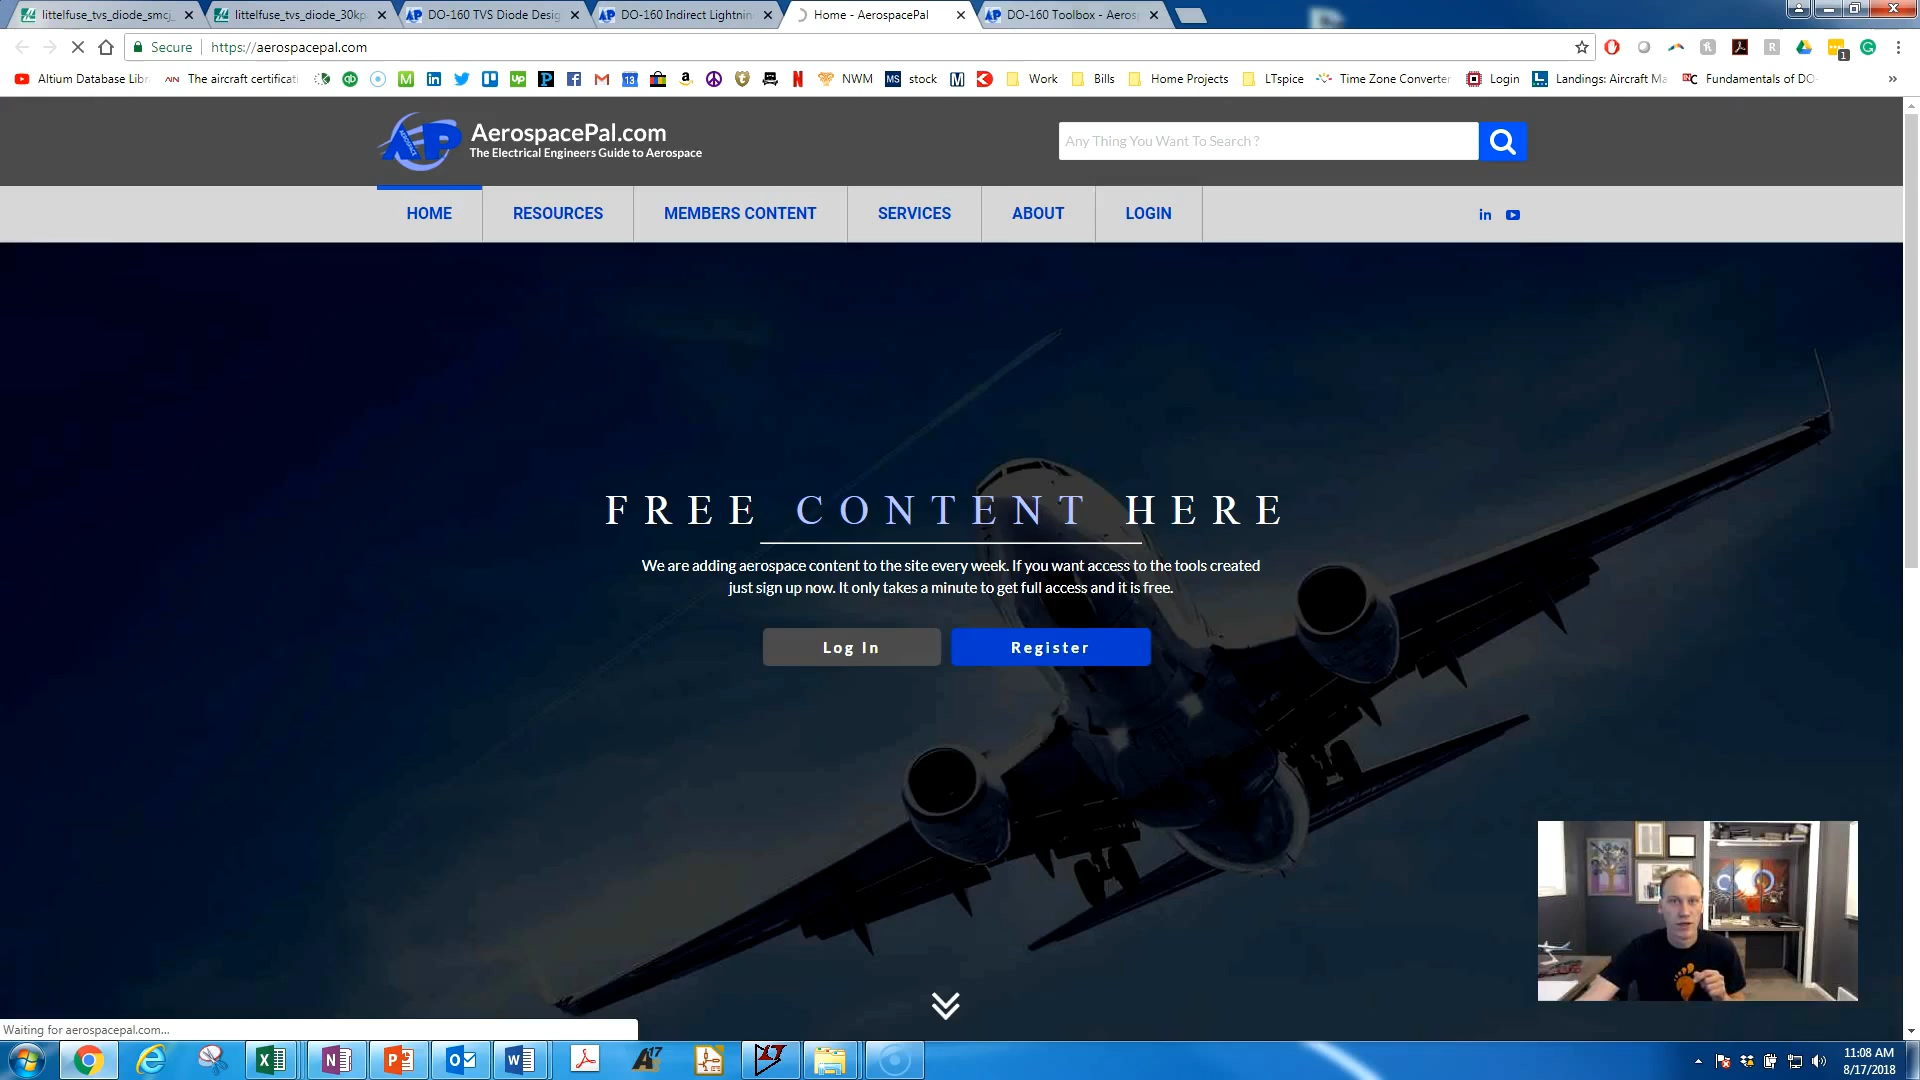 littelfuse_tvs_diode_smcj
littelfuse_tvs_diode_30kp
DO-160 TVS Diode Desig
DO-160 Indirect Lightnin
Home - AerospacePal
DO-160 Toolbox - Aeros
Secure
https://aerospacepal.com
Altium Database Libr
The aircraft certificati
NWM
stock
Work
Bills
Home Projects
LTspice
Time Zone Converter
Login
Landings: Aircraft Ma
Fundamentals of DO-
AerospacePal.com
The Electrical Engineers Guide to Aerospace
Any Thing You Want To Search ?
HOME
RESOURCES
MEMBERS CONTENT
SERVICES
ABOUT
LOGIN
FREE CONTENT HERE
We are adding aerospace content to the site every week. If you want access to the tools created
just sign up now. It only takes a minute to get full access and it is free.
Log In
Register
Waiting for aerospacepal.com...
11:08 AM
8/17/2018